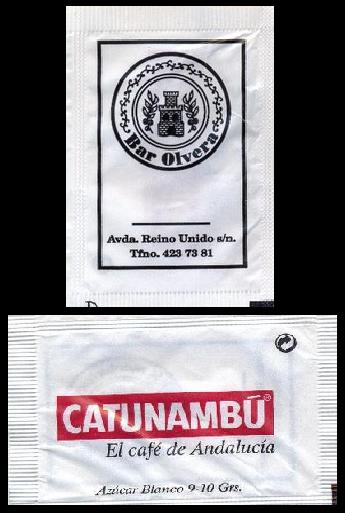 Bar Olvera
Avda. Reino Unido s/n.
Tfno. 423 73 81
CATUNAMBÚ®
El café de Andalucía
Azúcar Blanco 9-10 Grs.